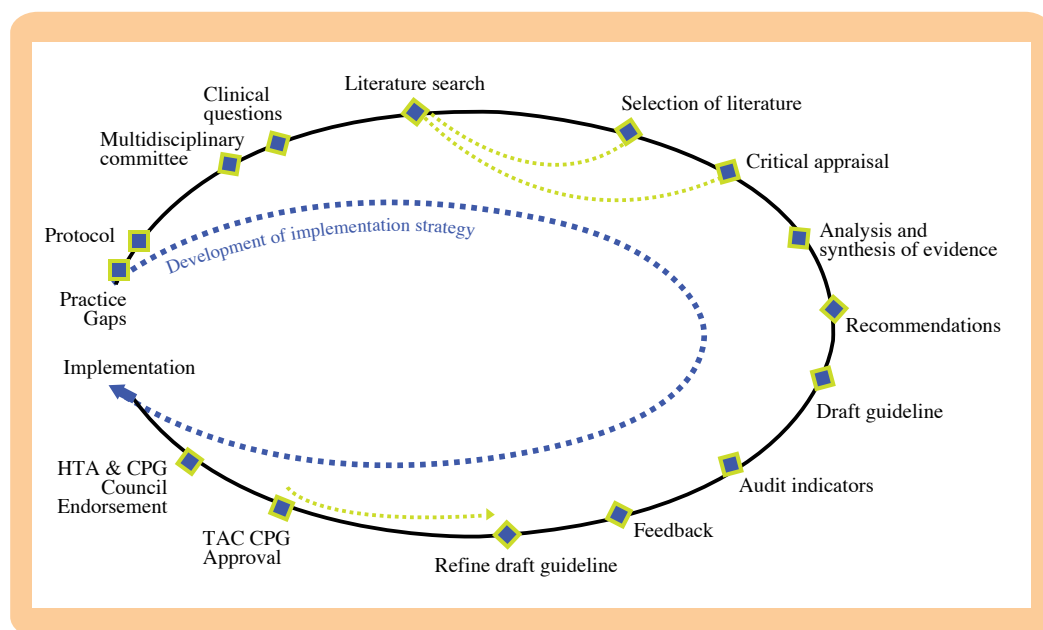 Literature search
Clinical
questions
Selection of literature
Multidisciplinary
committee
Critical appraisal
Protocol
Development of implementation strategy
Analysis and
synthesis of evidence
Practice
Gaps
Recommendations
Implementation
Draft guideline
HTA & CPG
Council
Endorsement
Audit indicators
TAC CPG
Approval
Feedback
Refine draft guideline